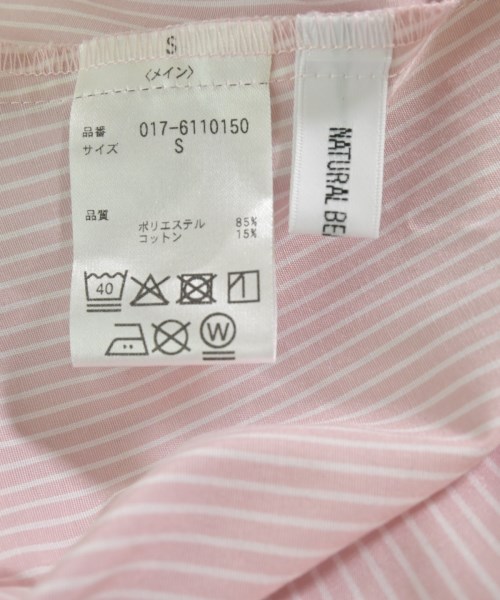 S
〈メイン〉
品番 017-6110150
サイズ S
品質
ポリエステル 85%
コットン 15%
40
W
NATURAL BE